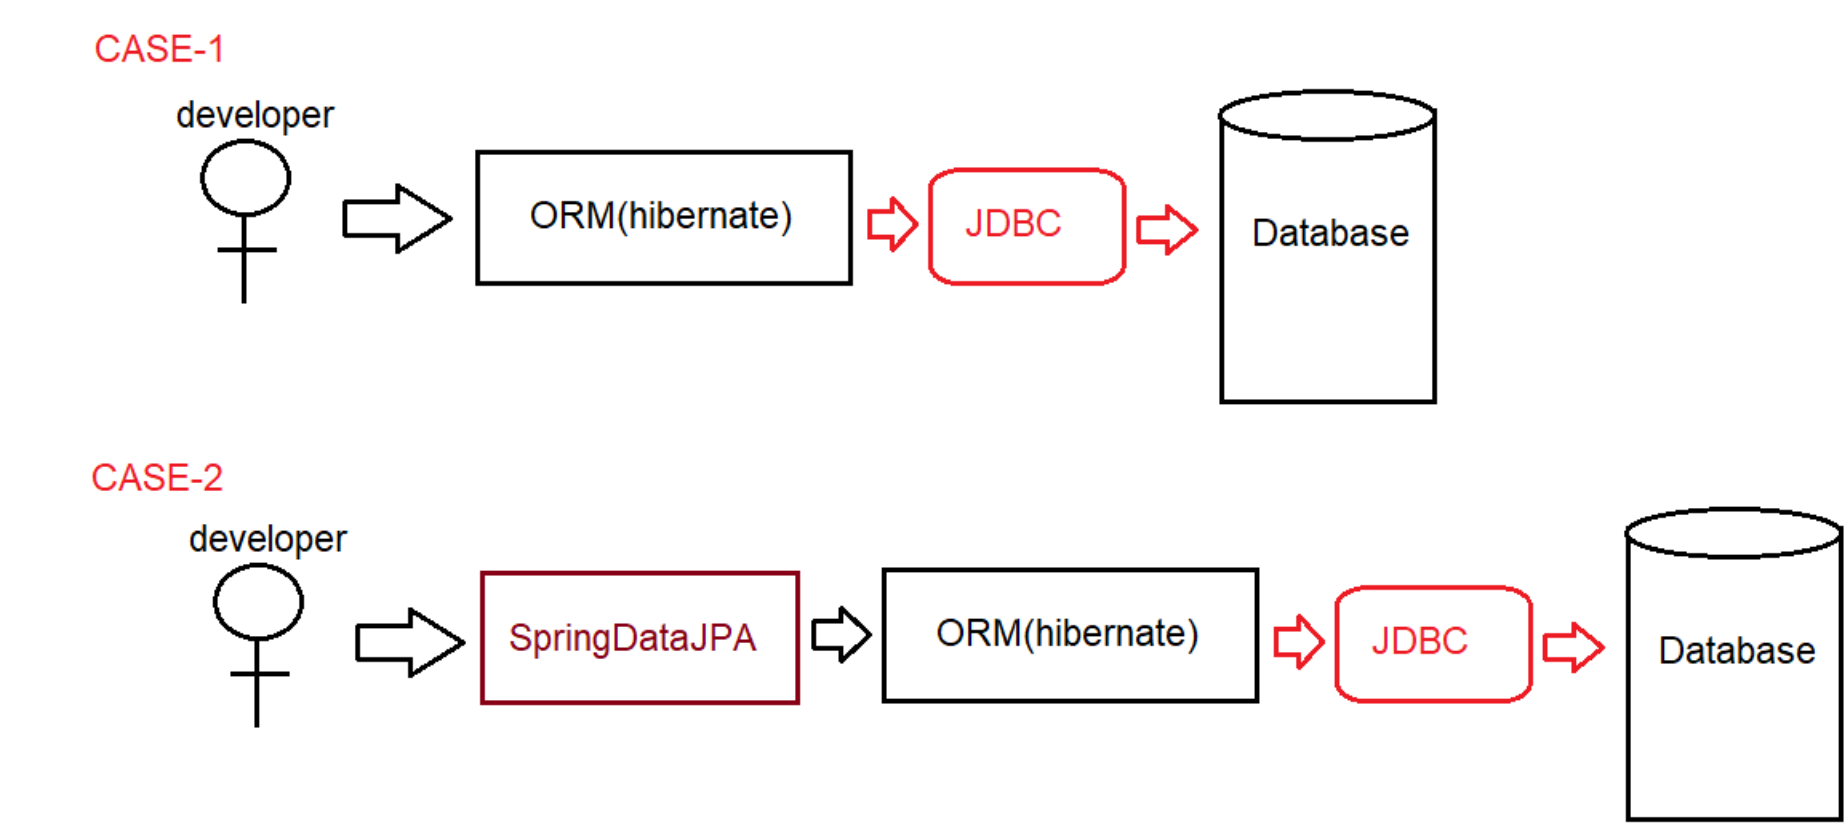 CASE-1
developer
ORM(hibernate)
JDBC
Database
CASE-2
developer
SpringDataJPA
ORM(hibernate)
JDBC
Database